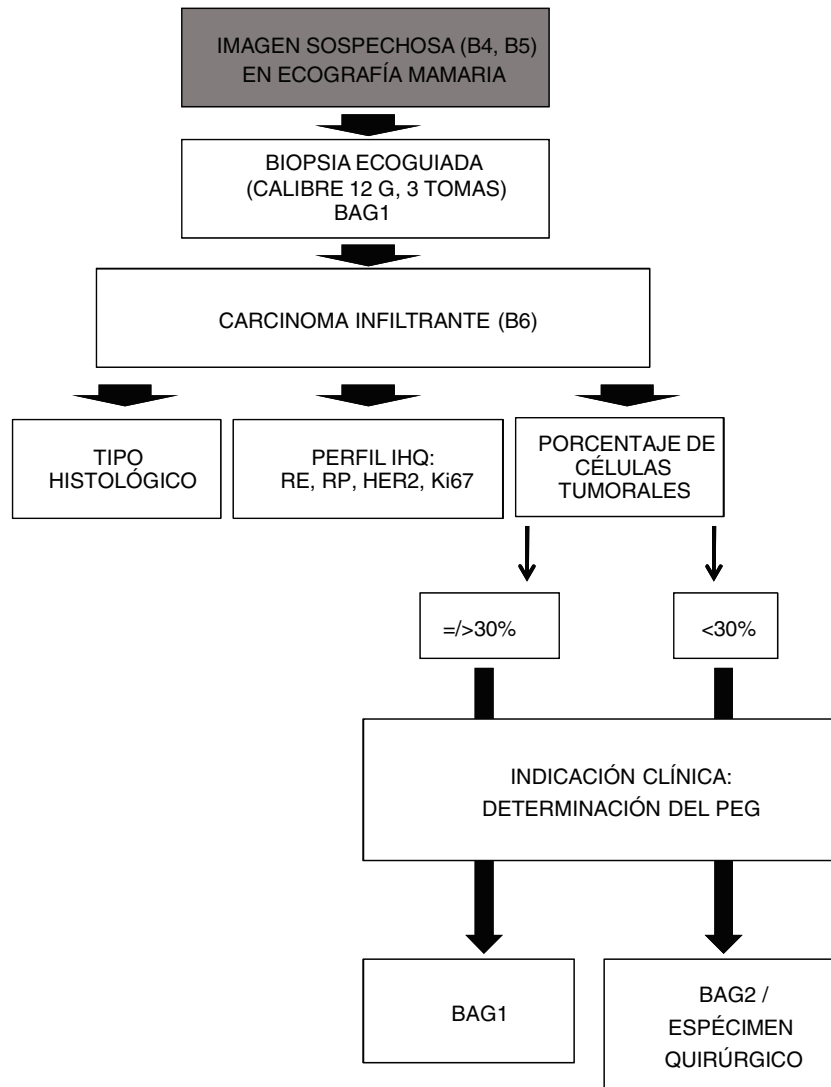 IMAGEN SOSPECHOSA (B4, B5)
EN ECOGRAFÍA MAMARIA
BIOPSIA ECOGUIADA
(CALIBRE 12 G, 3 TOMAS)
BAG1
CARCINOMA INFILTRANTE (B6)
TIPO
HISTOLÓGICO
PERFIL IHQ:
RE, RP, HER2, Ki67
PORCENTAJE DE
CÉLULAS
TUMORALES
=/>30%
<30%
INDICACIÓN CLÍNICA:
DETERMINACIÓN DEL PEG
BAG1
BAG2 /
ESPÉCIMEN
QUIRÚRGICO